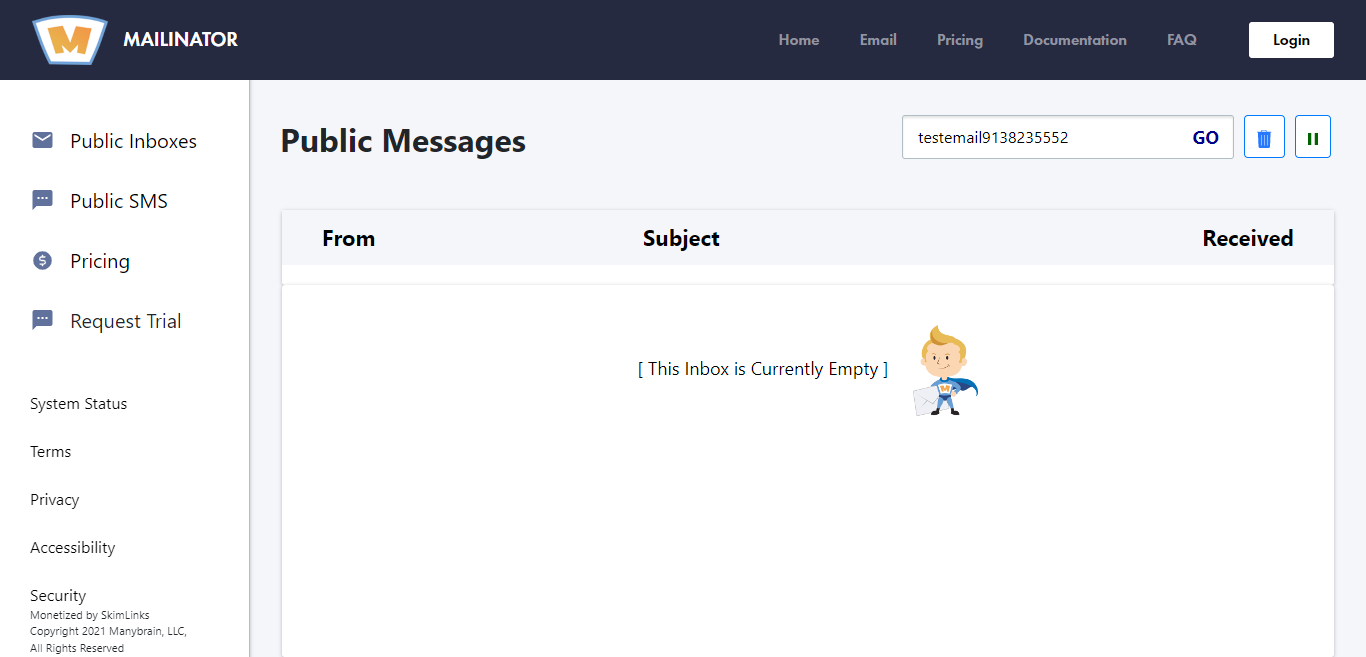 M MAILINATOR
Home Email Pricing Documentation FAQ Login
Public Inboxes
Public SMS
$ Pricing
Request Trial
System Status
Terms
Privacy
Accessibility
Security
Monetized by SkimLinks
Copyright 2021 Manybrain, LLC,
All Rights Reserved
Public Messages
testemail9138235552 GO
From Subject Received
[ This Inbox is Currently Empty ]
M